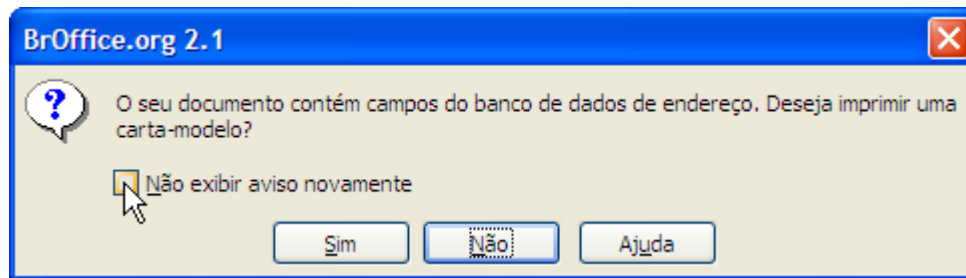 BrOffice.org 2.1
O seu documento contém campos do banco de dados de endereço. Deseja imprimir uma
carta-modelo?
Não exibir aviso novamente
Sim Não Ajuda